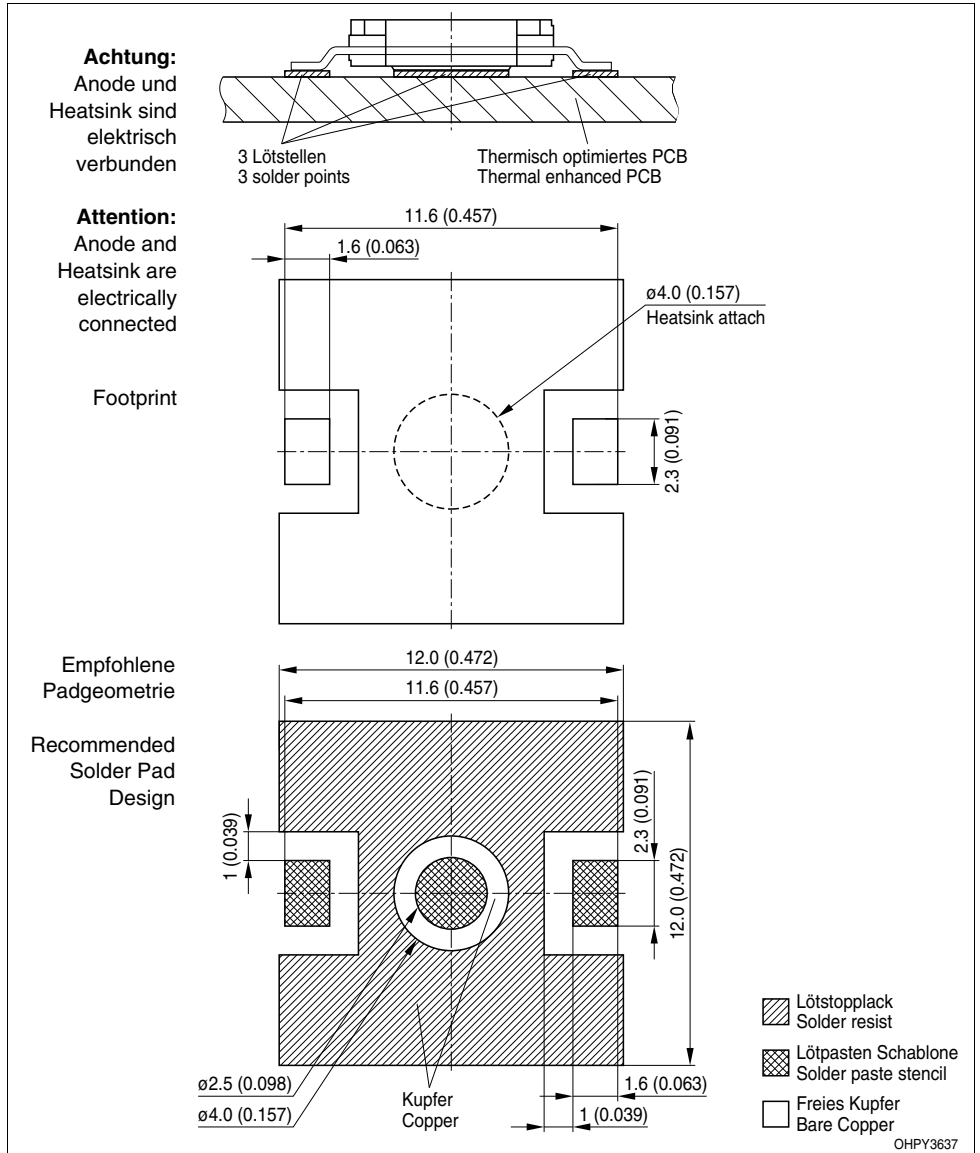 Achtung:
Anode und
Heatsink sind
elektrisch
verbunden
3 Lötstellen
3 solder points
Thermisch optimiertes PCB
Thermal enhanced PCB
Attention:
Anode and
Heatsink are
electrically
connected
11.6 (0.457)
1.6 (0.063)
ø4.0 (0.157)
Heatsink attach
Footprint
2.3 (0.091)
Empfohlene
Padgeometrie
12.0 (0.472)
11.6 (0.457)
Recommended
Solder Pad
Design
1 (0.039)
2.3 (0.091)
12.0 (0.472)
Lötstopplack
Solder resist
Lötpasten Schablone
Solder paste stencil
Freies Kupfer
Bare Copper
ø2.5 (0.098)
ø4.0 (0.157)
Kupfer
Copper
1.6 (0.063)
1 (0.039)
OHPY3637